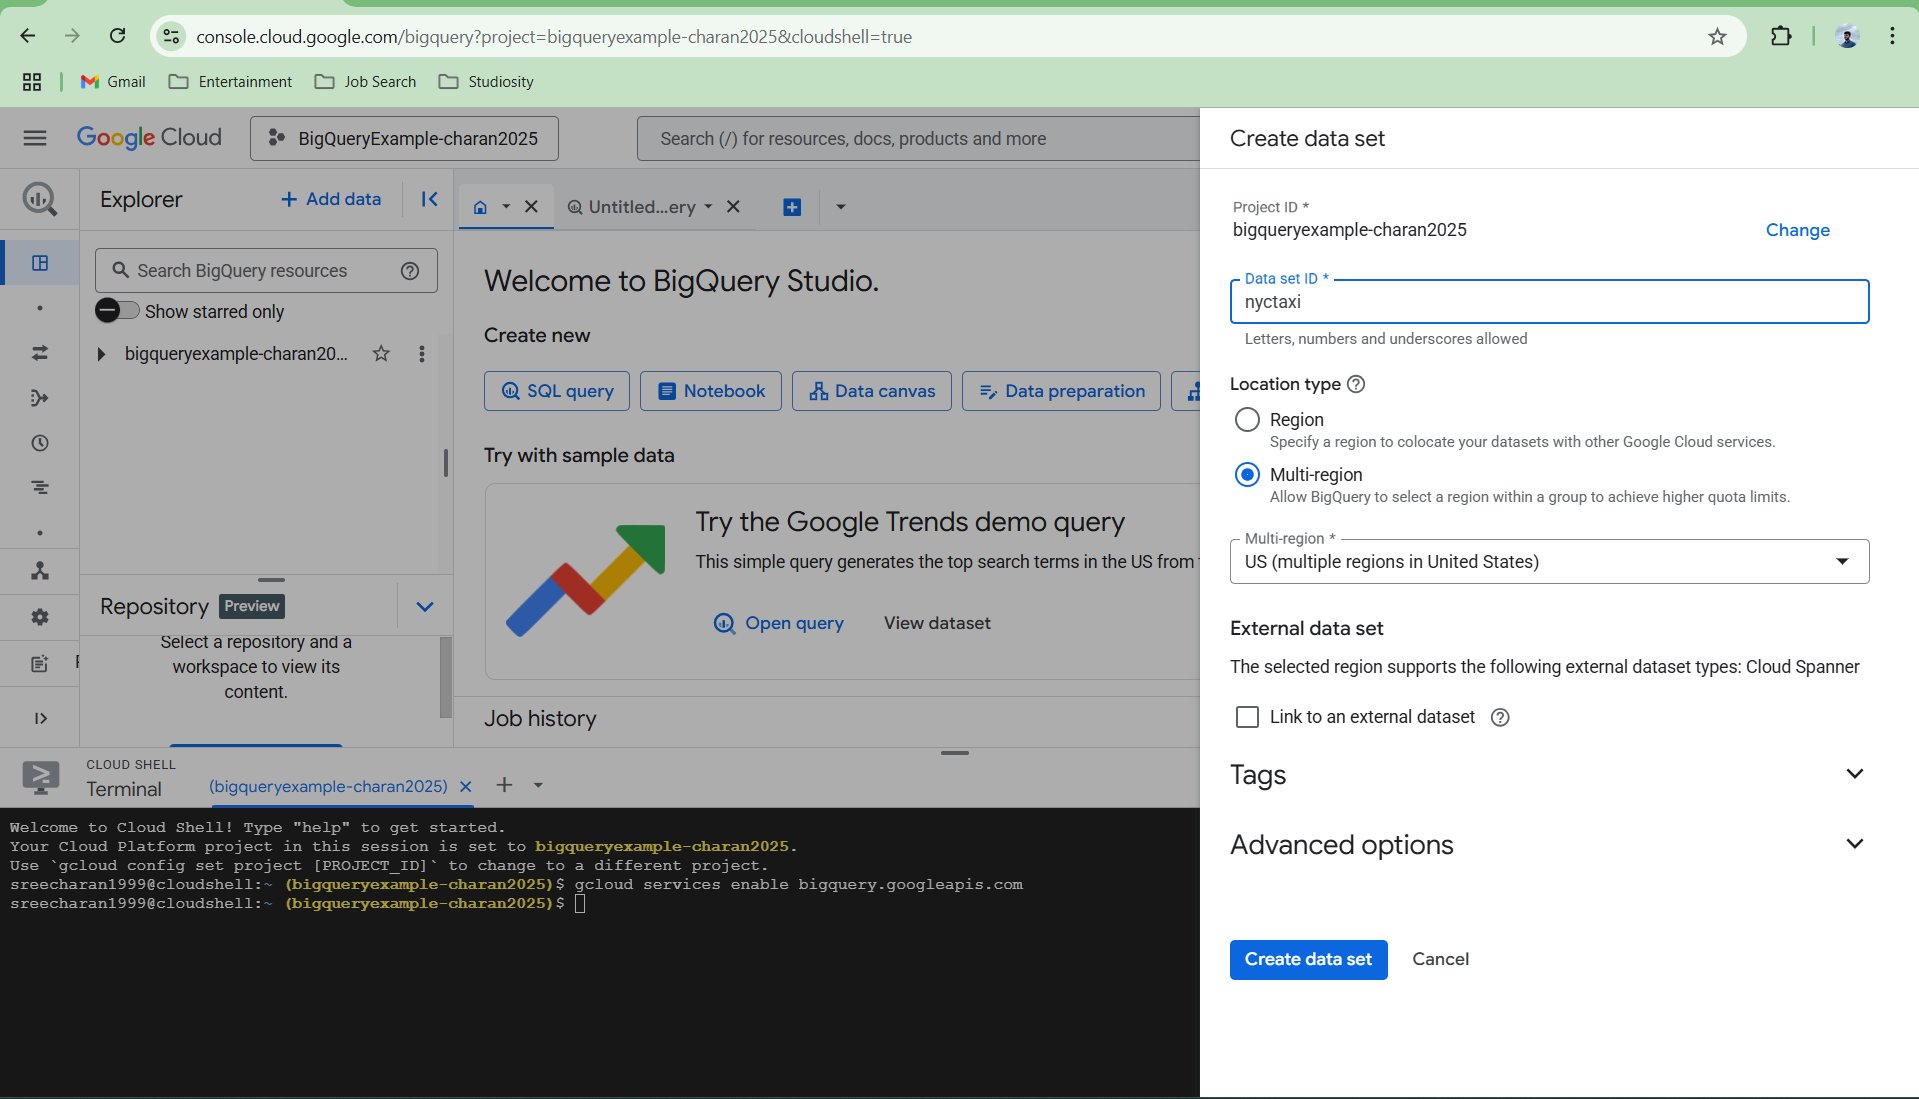 console.cloud.google.com/bigquery?project=bigqueryexample-charan2025&cloudshell=true
Gmail
Entertainment
Job Search
Studiosity
Google Cloud
BigQueryExample-charan2025
Search (/) for resources, docs, products and more
Explorer
+ Add data
Search BigQuery resources
Show starred only
bigqueryexample-charan20...
Repository
Preview
Select a repository and a
workspace to view its
content.
Untitled...ery
Welcome to BigQuery Studio.
Create new
SQL query
Notebook
Data canvas
Data preparation
Try with sample data
Try the Google Trends demo query
This simple query generates the top search terms in the US from
Open query
View dataset
Job history
CLOUD SHELL
Terminal
(bigqueryexample-charan2025)
Welcome to Cloud Shell! Type "help" to get started.
Your Cloud Platform project in this session is set to bigqueryexample-charan2025.
Use `gcloud config set project [PROJECT_ID]` to change to a different project.
sreecharan1999@cloudshell:~ (bigqueryexample-charan2025)$ gcloud services enable bigquery.googleapis.com
sreecharan1999@cloudshell:~ (bigqueryexample-charan2025)$
Create data set
Project ID *
bigqueryexample-charan2025
Change
Data set ID *
nyctaxi
Letters, numbers and underscores allowed
Location type
Region
Specify a region to colocate your datasets with other Google Cloud services.
Multi-region
Allow BigQuery to select a region within a group to achieve higher quota limits.
Multi-region *
US (multiple regions in United States)
External data set
The selected region supports the following external dataset types: Cloud Spanner
Link to an external dataset
Tags
Advanced options
Create data set
Cancel